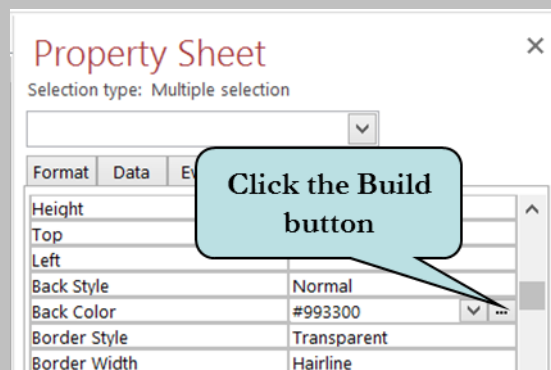 Property Sheet
Selection type: Multiple selection
Format Data
Click the Build
button
Height
Top
Left
Back Style Normal
Back Color #993300 ...
Border Style Transparent
Border Width Hairline